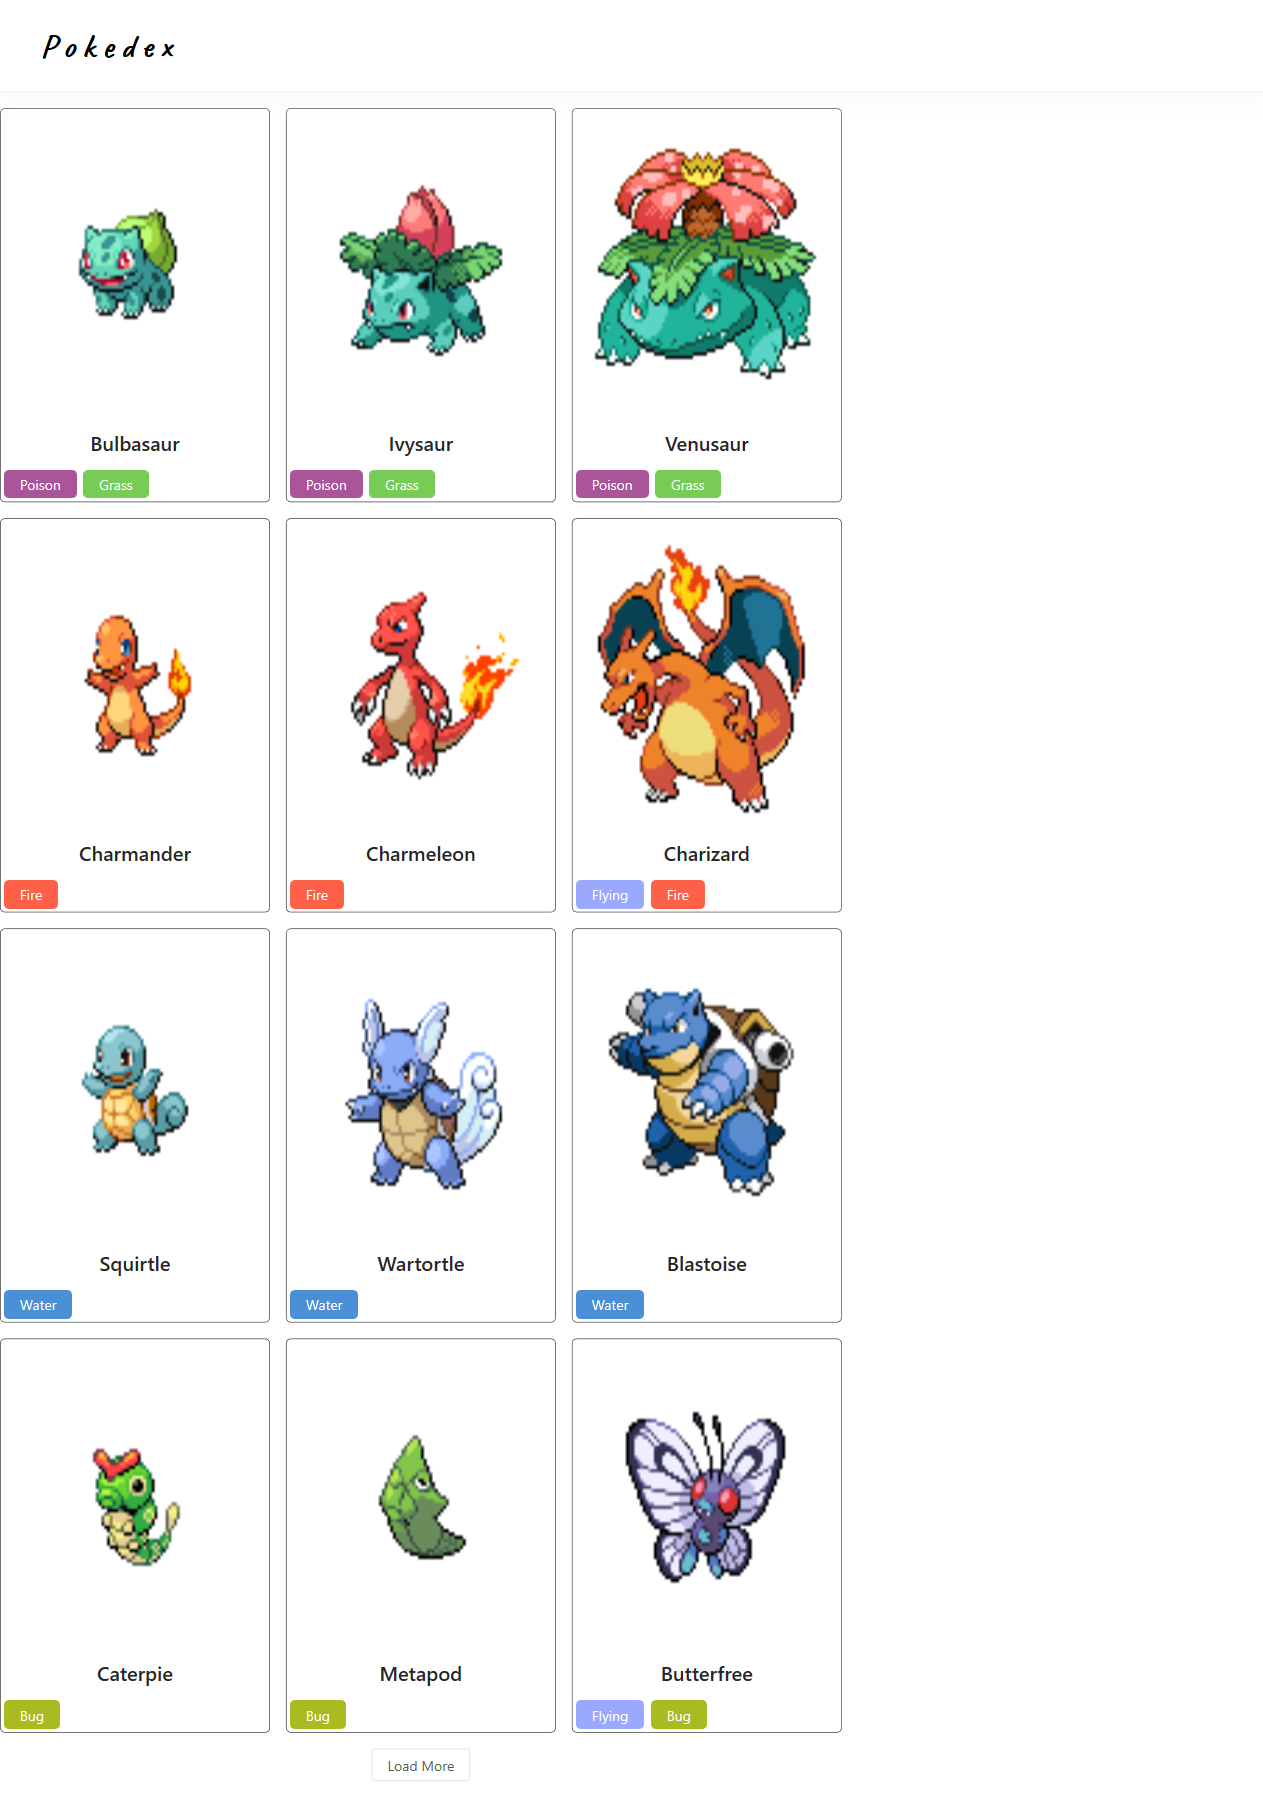 Pokedex
Bulbasaur
Poison Grass
Ivysaur
Poison Grass
Venusaur
Poison Grass
Charmander
Fire
Charmeleon
Fire
Charizard
Flying Fire
Squirtle
Water
Wartortle
Water
Blastoise
Water
Caterpie
Bug
Metapod
Bug
Butterfree
Flying Bug
Load More